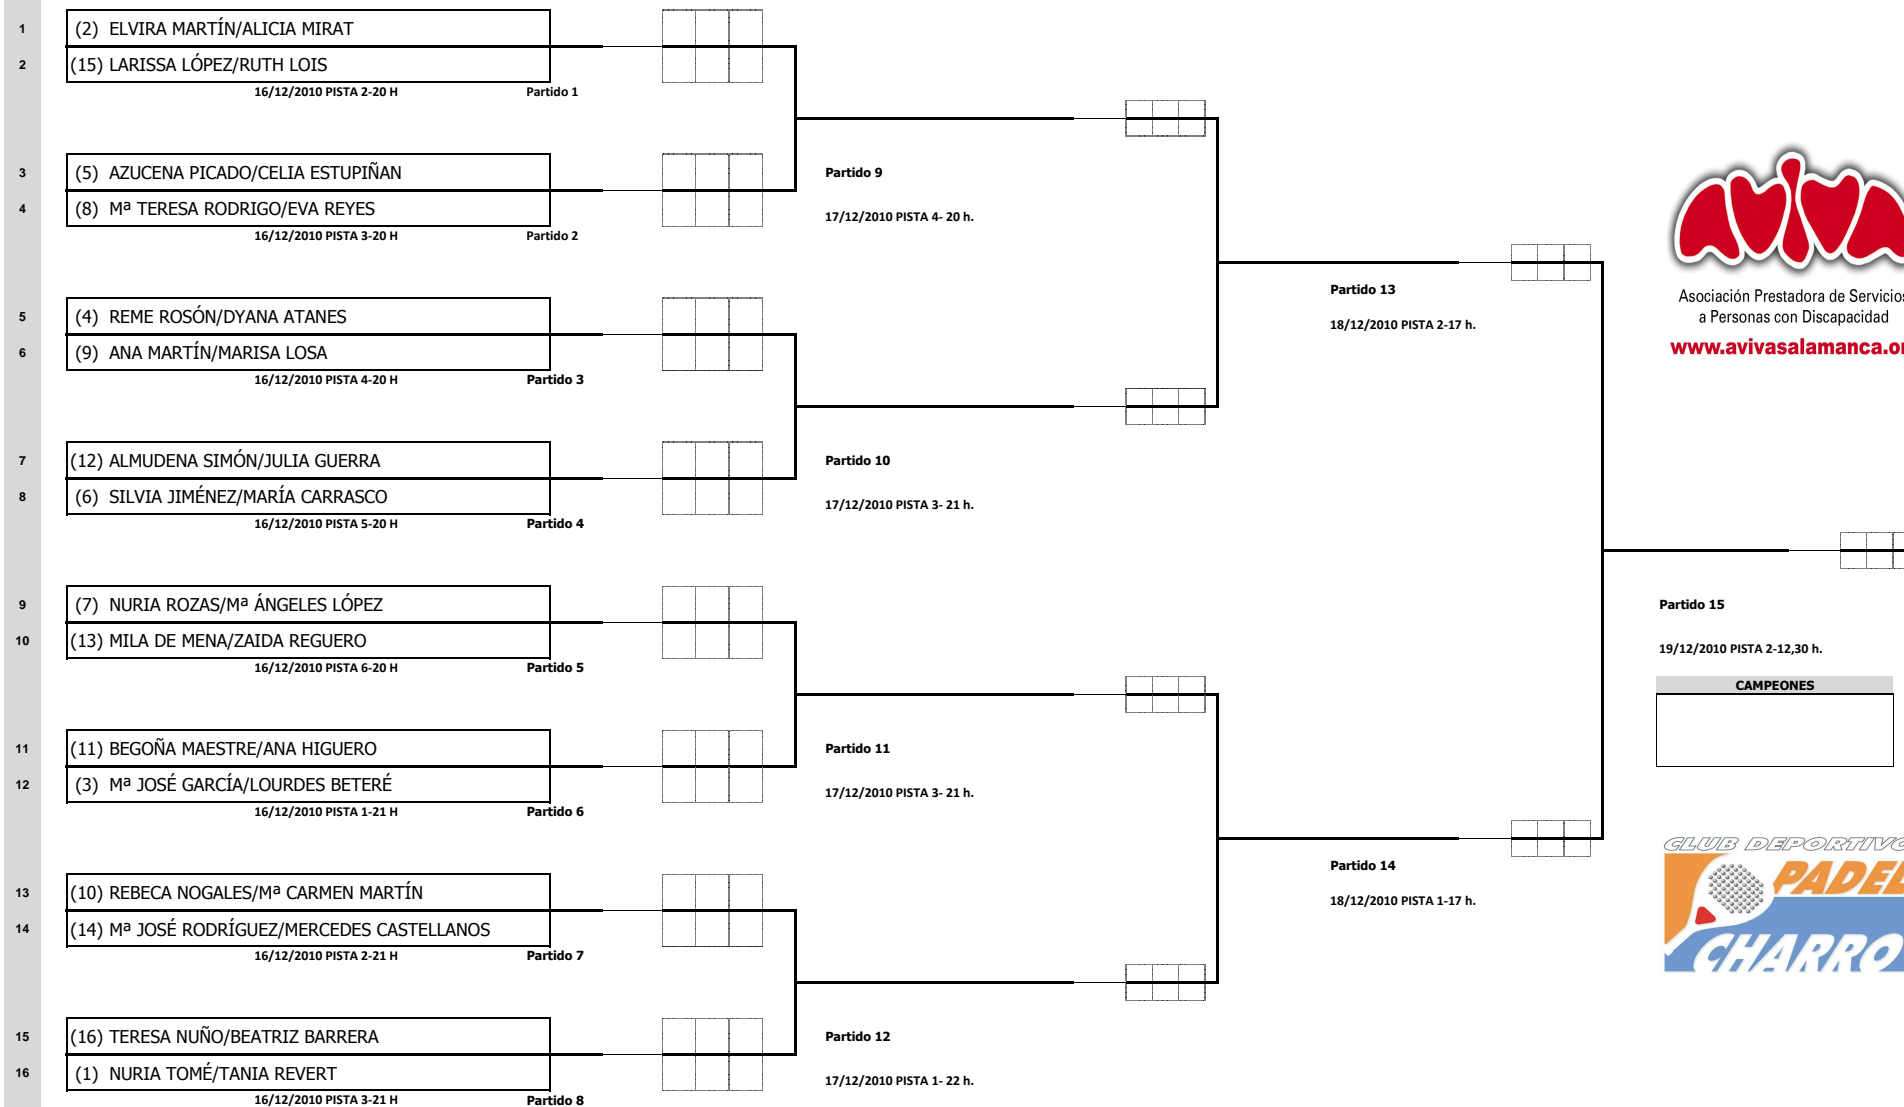 1 (2) ELVIRA MARTÍN/ALICIA MIRAT
2 (15) LARISSA LÓPEZ/RUTH LOIS
16/12/2010 PISTA 2-20 H Partido 1
3 (5) AZUCENA PICADO/CELIA ESTUPIÑAN
4 (8) Mª TERESA RODRIGO/EVA REYES
16/12/2010 PISTA 3-20 H Partido 2
5 (4) REME ROSÓN/DYANA ATANES
6 (9) ANA MARTÍN/MARISA LOSA
16/12/2010 PISTA 4-20 H Partido 3
7 (12) ALMUDENA SIMÓN/JULIA GUERRA
8 (6) SILVIA JIMÉNEZ/MARÍA CARRASCO
16/12/2010 PISTA 5-20 H Partido 4
9 (7) NURIA ROZAS/Mª ÁNGELES LÓPEZ
10 (13) MILA DE MENA/ZAIDA REGUERO
16/12/2010 PISTA 6-20 H Partido 5
11 (11) BEGOÑA MAESTRE/ANA HIGUERO
12 (3) Mª JOSÉ GARCÍA/LOURDES BETERÉ
16/12/2010 PISTA 1-21 H Partido 6
13 (10) REBECA NOGALES/Mª CARMEN MARTÍN
14 (14) Mª JOSÉ RODRÍGUEZ/MERCEDES CASTELLANOS
16/12/2010 PISTA 2-21 H Partido 7
15 (16) TERESA NUÑO/BEATRIZ BARRERA
16 (1) NURIA TOMÉ/TANIA REVERT
16/12/2010 PISTA 3-21 H Partido 8
Partido 9
17/12/2010 PISTA 4- 20 h.
Partido 10
17/12/2010 PISTA 3- 21 h.
Partido 11
17/12/2010 PISTA 3- 21 h.
Partido 12
17/12/2010 PISTA 1- 22 h.
Partido 13
18/12/2010 PISTA 2-17 h.
Partido 14
18/12/2010 PISTA 1-17 h.
aviva
Asociación Prestadora de Servicios
a Personas con Discapacidad
www.avivasalamanca.or
Partido 15
19/12/2010 PISTA 2-12,30 h.
CAMPEONES
CLUB DEPORTIVO
PADEL
CHARRO